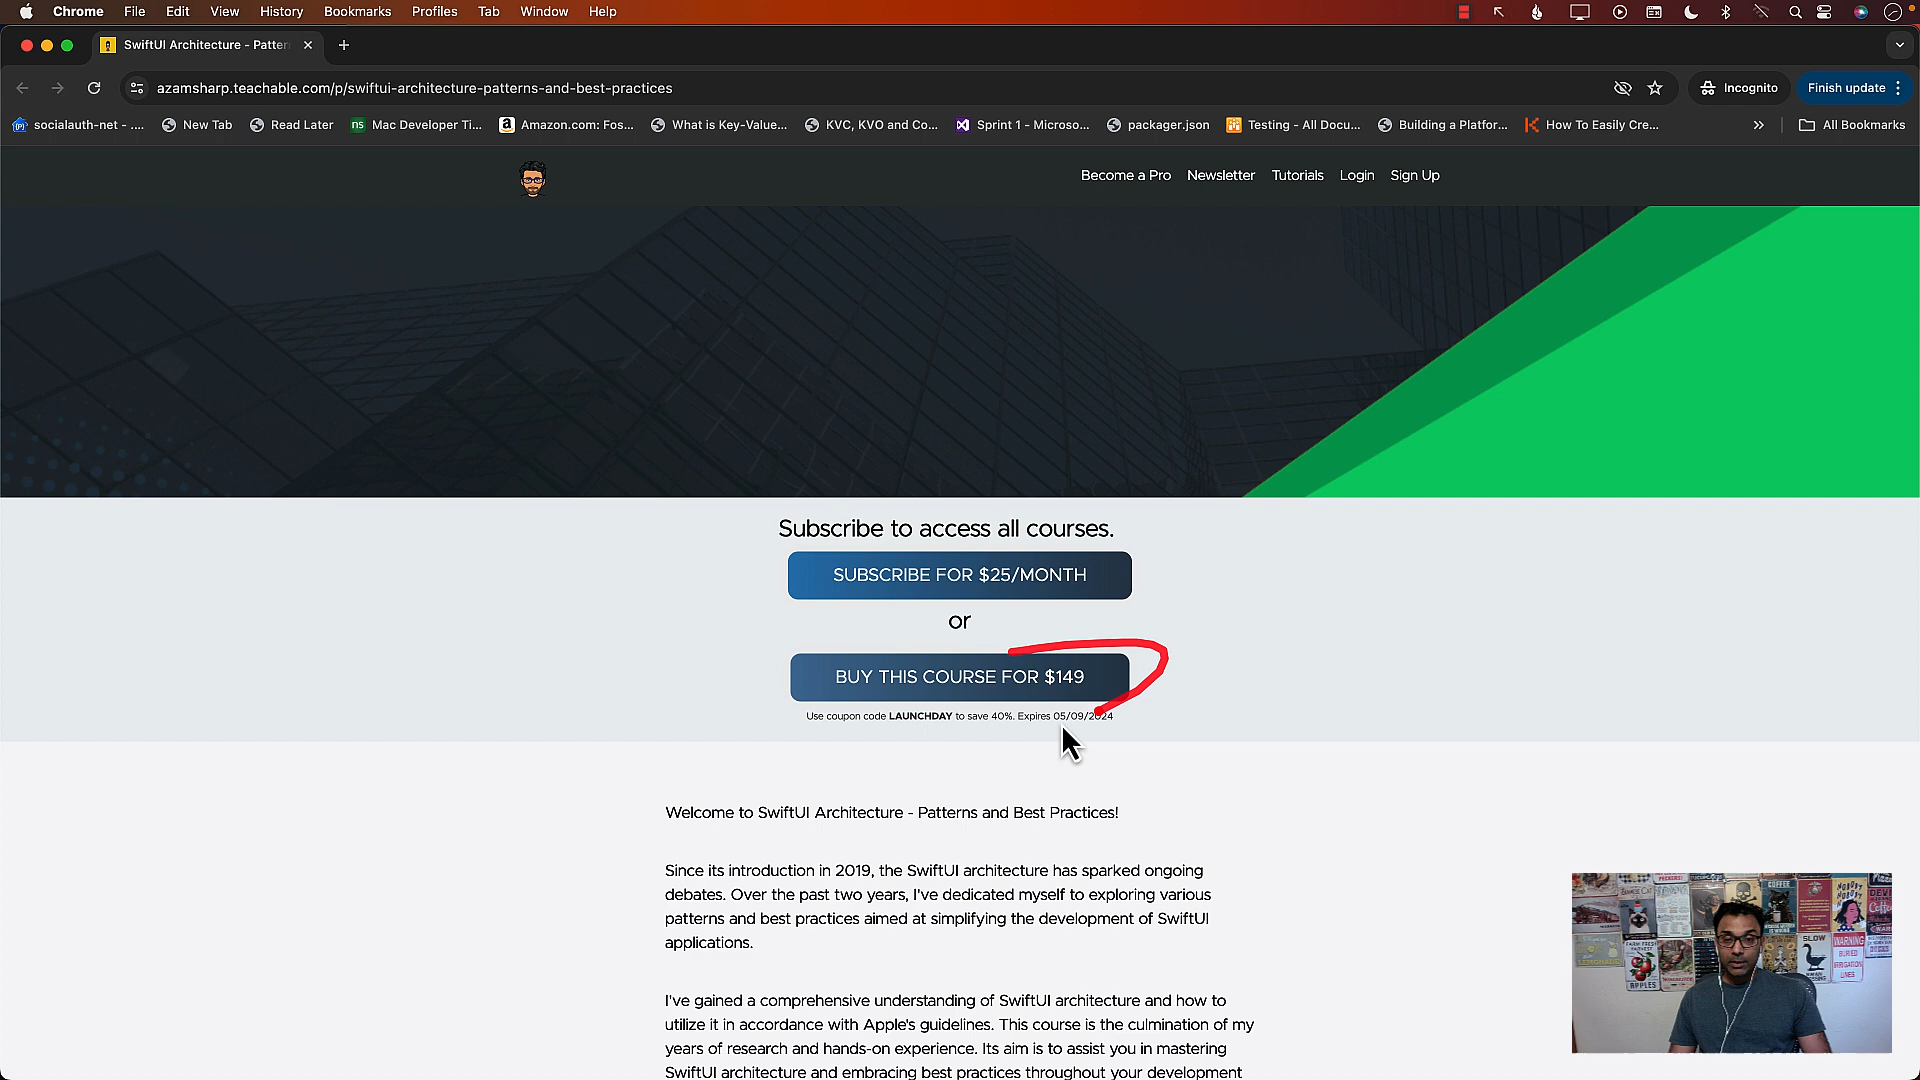 Chrome File Edit View History Bookmarks Profiles Tab Window Help
SwiftUI Architecture - Patter
azamsharp.teachable.com/p/swiftui-architecture-patterns-and-best-practices
Incognito
Finish update
socialauth-net - .... New Tab Read Later Mac Developer Ti... Amazon.com: Fos... What is Key-Value... KVC, KVO and Co... Sprint 1 - Microso... packager.json Testing - All Docu... Building a Platfor... How To Easily Cre... All Bookmarks
Become a Pro Newsletter Tutorials Login Sign Up
Subscribe to access all courses.
SUBSCRIBE FOR $25/MONTH
or
BUY THIS COURSE FOR $149
Use coupon code LAUNCHDAY to save 40%. Expires 05/09/2024
Welcome to SwiftUI Architecture - Patterns and Best Practices!
Since its introduction in 2019, the SwiftUI architecture has sparked ongoing
debates. Over the past two years, I've dedicated myself to exploring various
patterns and best practices aimed at simplifying the development of SwiftUI
applications.
I've gained a comprehensive understanding of SwiftUI architecture and how to
utilize it in accordance with Apple's guidelines. This course is the culmination of my
years of research and hands-on experience. Its aim is to assist you in mastering
SwiftUI architecture and embracing best practices throughout your development
COFFEE
SLOW
WARNING
BURIED
IRRIGATION
LINES
FARM FRESH
APPLES